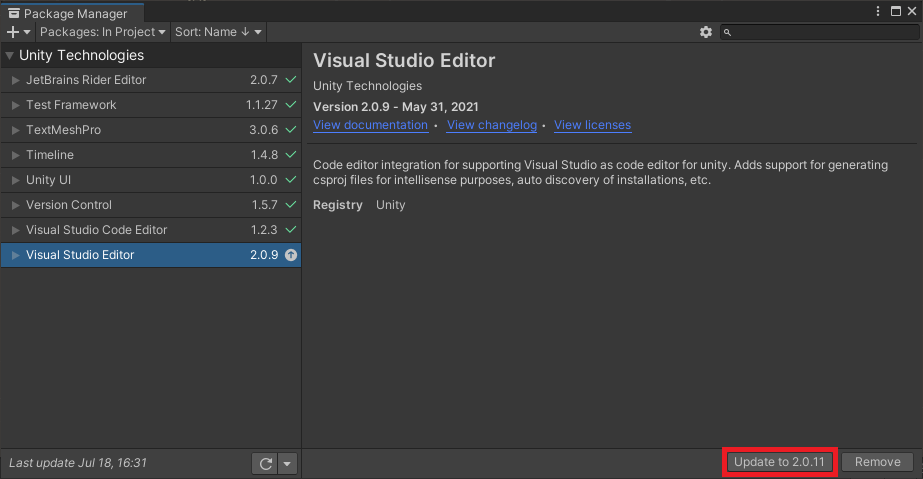 Package Manager
Packages: In Project Sort: Name ↓
Unity Technologies
JetBrains Rider Editor 2.0.7
Test Framework 1.1.27
TextMeshPro 3.0.6
Timeline 1.4.8
Unity UI 1.0.0
Version Control 1.5.7
Visual Studio Code Editor 1.2.3
Visual Studio Editor 2.0.9
Last update Jul 18, 16:31
Visual Studio Editor
Unity Technologies
Version 2.0.9 - May 31, 2021
View documentation • View changelog • View licenses
Code editor integration for supporting Visual Studio as code editor for unity. Adds support for generating
csproj files for intellisense purposes, auto discovery of installations, etc.
Registry Unity
Update to 2.0.11 Remove